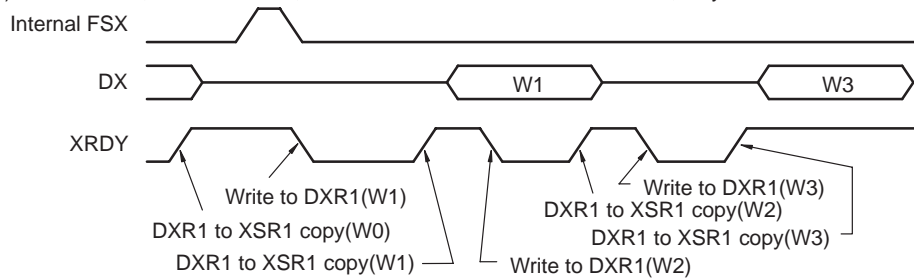 )
Internal FSX
DX
W1
W3
XRDY
Write to DXR1(W1)
Write to DXR1(W3)
DXR1 to XSR1 copy(W2)
DXR1 to XSR1 copy(W0)
DXR1 to XSR1 copy(W3)
DXR1 to XSR1 copy(W1)
Write to DXR1(W2)